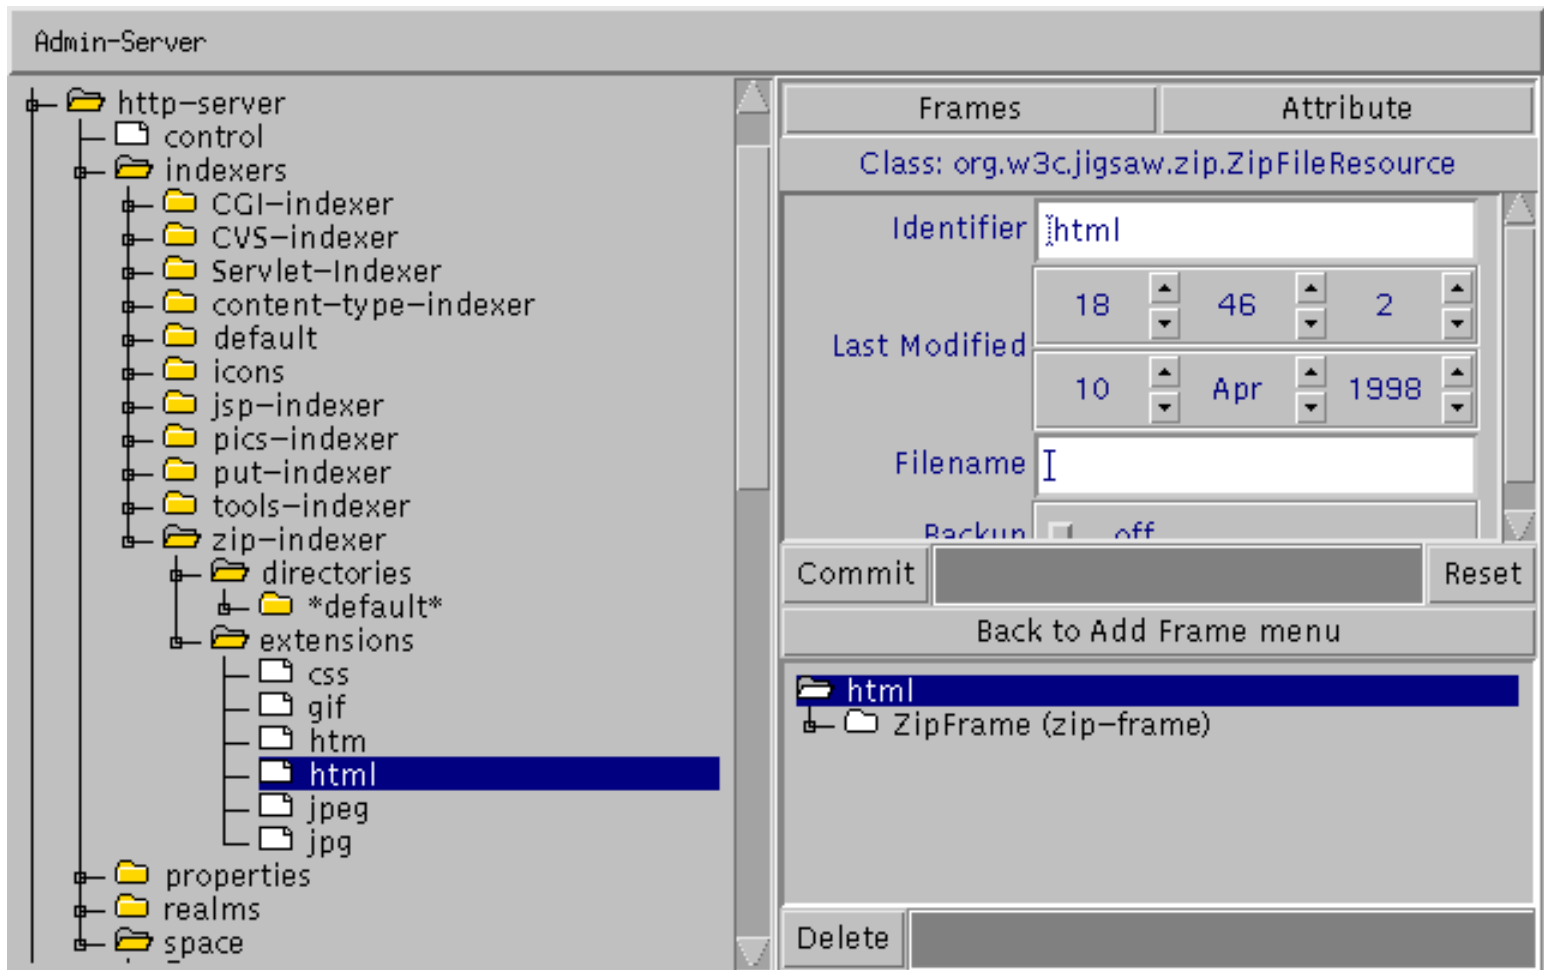 Admin-Server
http-server
control
indexers
CGI-indexer
CVS-indexer
Servlet-Indexer
content-type-indexer
default
icons
jsp-indexer
pics-indexer
put-indexer
tools-indexer
zip-indexer
directories
*default*
extensions
css
gif
htm
html
jpeg
jpg
properties
realms
space
Frames Attribute
Class: org.w3c.jigsaw.zip.ZipFileResource
Identifier html
18 46 2
Last Modified
10 Apr 1998
Filename
Backup off
Commit Reset
Back to Add Frame menu
html
ZipFrame (zip-frame)
Delete